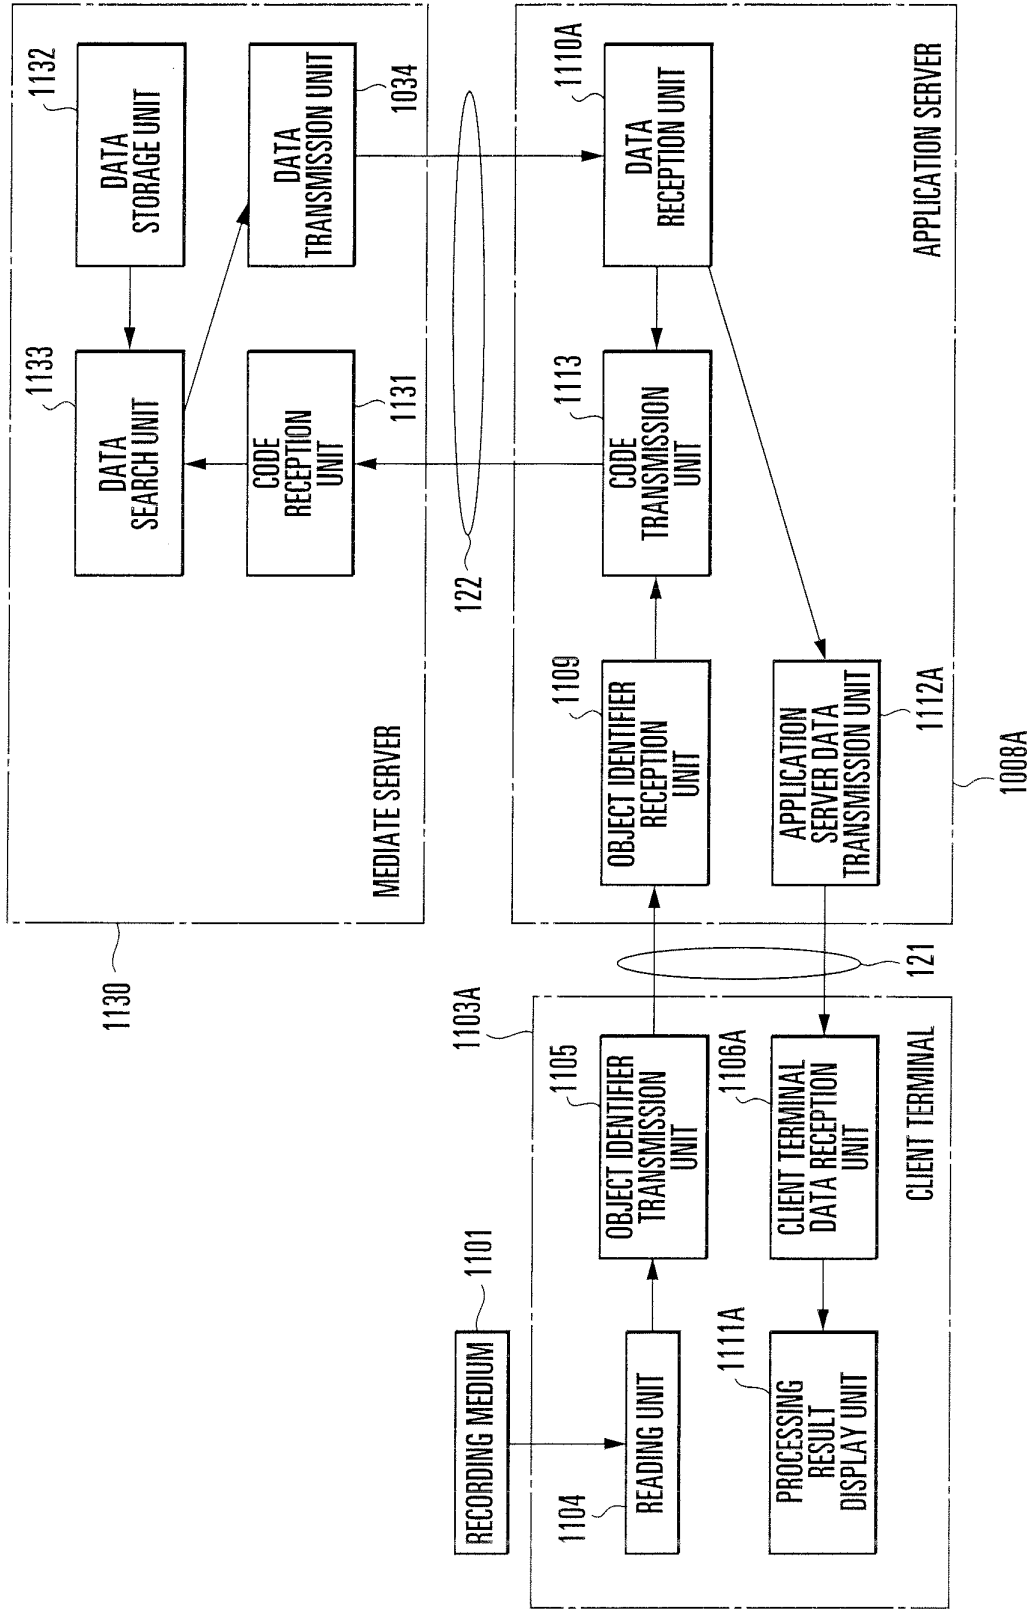 1130
MEDIATE SERVER
1133
DATA
SEARCH UNIT
1132
DATA
STORAGE UNIT
CODE
RECEPTION
UNIT
1131
DATA
TRANSMISSION UNIT
1034
122
1101
RECORDING MEDIUM
1103A
1104
READING UNIT
1105
OBJECT IDENTIFIER
TRANSMISSION
UNIT
1111A
PROCESSING
RESULT
DISPLAY UNIT
1106A
CLIENT TERMINAL
DATA RECEPTION
UNIT
CLIENT TERMINAL
121
1109
OBJECT IDENTIFIER
RECEPTION
UNIT
1113
CODE
TRANSMISSION
UNIT
1110A
DATA
RECEPTION UNIT
APPLICATION
SERVER DATA
TRANSMISSION UNIT
1112A
APPLICATION SERVER
1008A